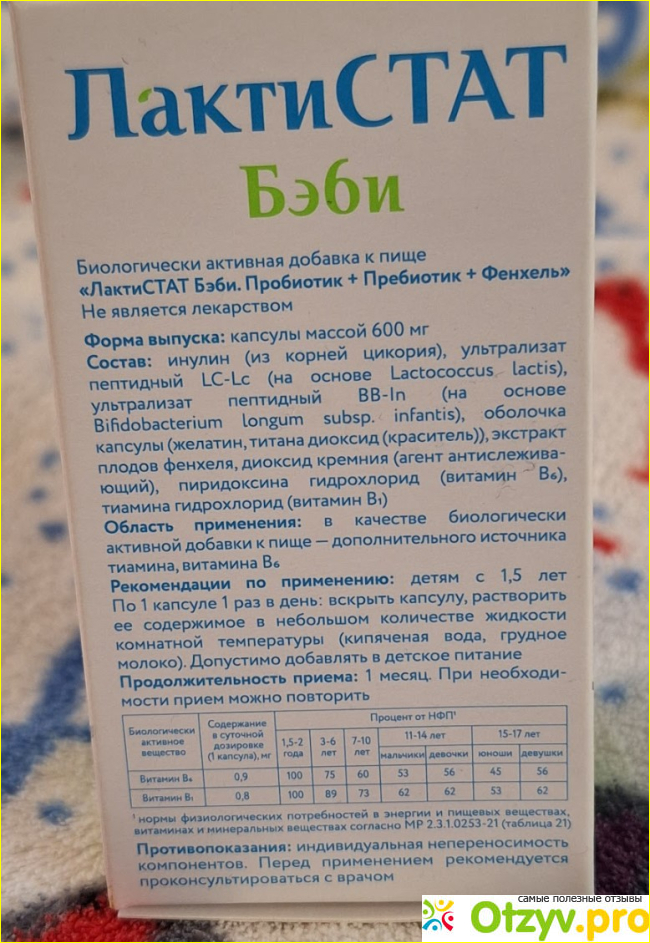 ЛактиСТАТ
Бэби
Биологически активная добавка к пище
«ЛактиСТАТ Бэби. Пробиотик + Пребиотик + Фенхель»
Не является лекарством
Форма выпуска: капсулы массой 600 мг
Состав: инулин (из корней цикория), ультрализат
пептидный LC-Lc (на основе Lactococcus lactis),
ультрализат пептидный BB-In (на основе
Bifidobacterium longum subsp. infantis), оболочка
капсулы (желатин, титана диоксид (краситель)), экстракт
плодов фенхеля, диоксид кремния (агент антислежива-
ющий), пиридоксина гидрохлорид (витамин B₆),
тиамина гидрохлорид (витамин B₁)
Область применения: в качестве биологически
активной добавки к пище — дополнительного источника
тиамина, витамина B₆
Рекомендации по применению: детям с 1,5 лет
По 1 капсуле 1 раз в день: вскрыть капсулу, растворить
ее содержимое в небольшом количестве жидкости
комнатной температуры (кипяченая вода, грудное
молоко). Допустимо добавлять в детское питание
Продолжительность приема: 1 месяц. При необходи-
мости прием можно повторить
Биологически активное вещество | Содержание в суточной дозировке (1 капсула), мг | Процент от НФП¹
1,5-2 года | 3-6 лет | 7-10 лет | 11-14 лет | 15-17 лет
мальчики | девочки | юноши | девушки
Витамин B₆ | 0,9 | 100 | 75 | 60 | 53 | 56 | 45 | 56
Витамин B₁ | 0,8 | 100 | 89 | 73 | 62 | 62 | 53 | 62
¹ нормы физиологических потребностей в энергии и пищевых веществах,
витаминах и минеральных веществах согласно МР 2.3.1.0253-21 (таблица 21)
Противопоказания: индивидуальная непереносимость
компонентов. Перед применением рекомендуется
проконсультироваться с врачом
самые полезные отзывы
Otzyv.pro